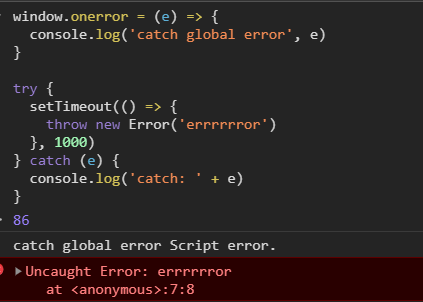 window.onerror = (e) => {
  console.log('catch global error', e)
}

try {
  setTimeout(() => {
    throw new Error('errrrrror')
  }, 1000)
} catch (e) {
  console.log('catch: ' + e)
}
86
catch global error Script error.
Uncaught Error: errrrrror
    at <anonymous>:7:8